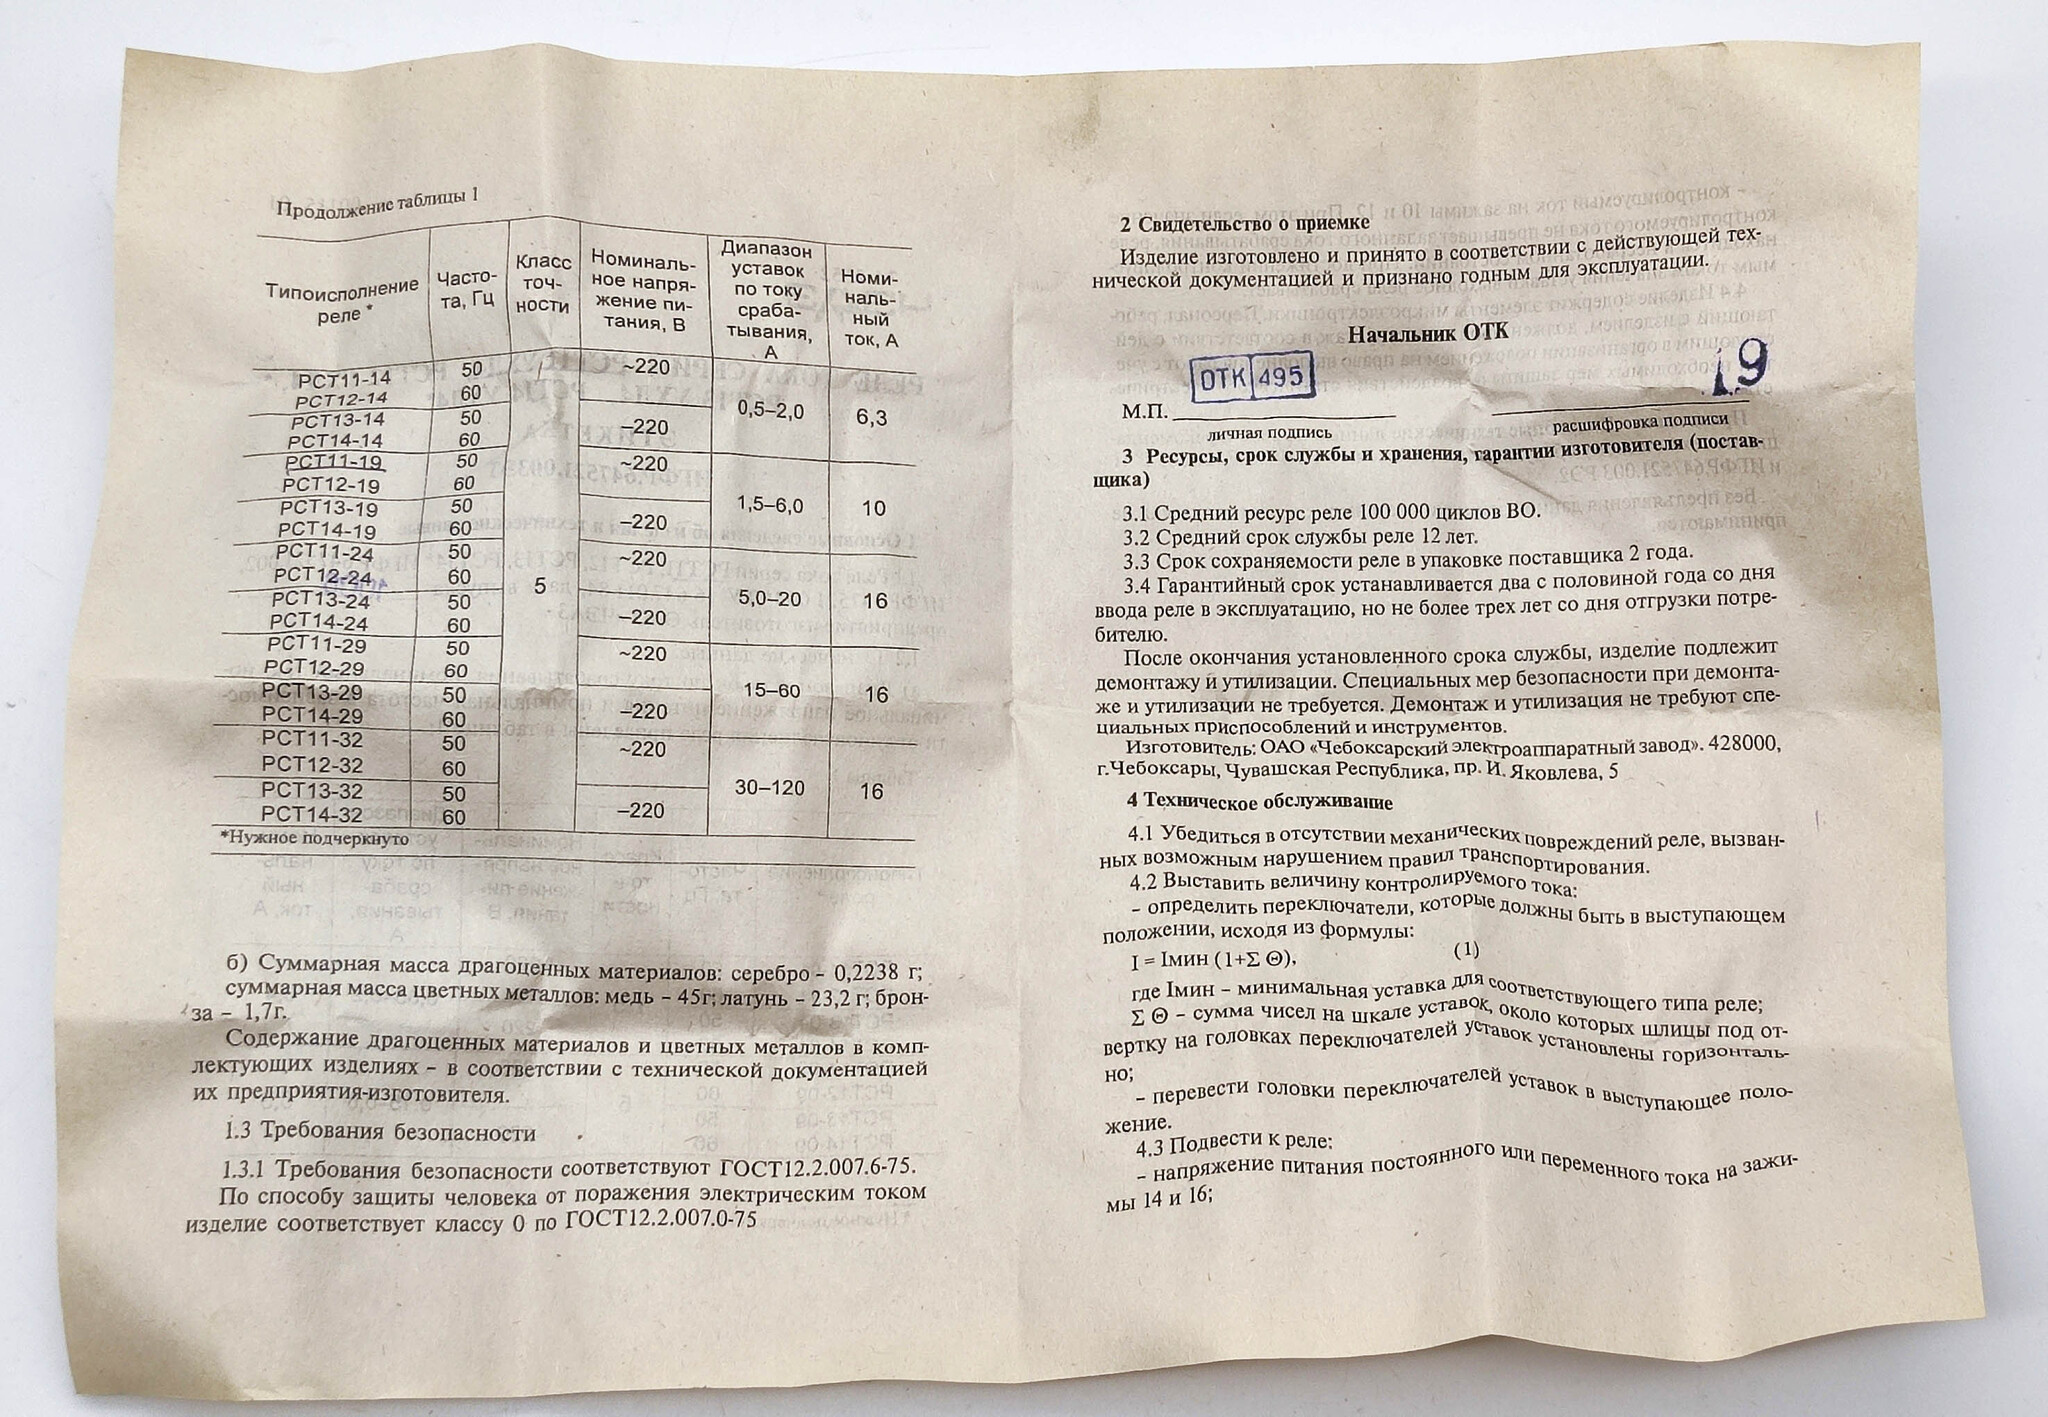 Продолжение таблицы 1
Типоисполнение реле * Часто-та, Гц Класс точ-ности Номиналь-ное напря-жение пи-тания, В Диапазон уставок по току сраба-тывания, А Номи-наль-ный ток, А
РСТ11-14 50 ~220
РСТ12-14 60
0,5–2,0 6,3
РСТ13-14 50 –220
РСТ14-14 60
РСТ11-19 50 ~220
РСТ12-19 60
1,5–6,0 10
РСТ13-19 50 –220
РСТ14-19 60
РСТ11-24 50 ~220
РСТ12-24 60
5 5,0–20 16
РСТ13-24 50 –220
РСТ14-24 60
РСТ11-29 50 ~220
РСТ12-29 60
15–60 16
РСТ13-29 50 –220
РСТ14-29 60
РСТ11-32 50 ~220
РСТ12-32 60
30–120 16
РСТ13-32 50 –220
РСТ14-32 60
*Нужное подчеркнуто
б) Суммарная масса драгоценных материалов: серебро - 0,2238 г;
суммарная масса цветных металлов: медь – 45г; латунь – 23,2 г; брон-
за – 1,7г.
Содержание драгоценных материалов и цветных металлов в комп-
лектующих изделиях – в соответствии с технической документацией
их предприятия-изготовителя.
1.3 Требования безопасности
1.3.1 Требования безопасности соответствуют ГОСТ12.2.007.6-75.
По способу защиты человека от поражения электрическим током
изделие соответствует классу 0 по ГОСТ12.2.007.0-75
2 Свидетельство о приемке
Изделие изготовлено и принято в соответствии с действующей тех-
нической документацией и признано годным для эксплуатации.
Начальник ОТК
ОТК 495 19
М.П.
личная подпись расшифровка подписи
3 Ресурсы, срок службы и хранения, гарантии изготовителя (постав-
щика)
3.1 Средний ресурс реле 100 000 циклов ВО.
3.2 Средний срок службы реле 12 лет.
3.3 Срок сохраняемости реле в упаковке поставщика 2 года.
3.4 Гарантийный срок устанавливается два с половиной года со дня
ввода реле в эксплуатацию, но не более трех лет со дня отгрузки потре-
бителю.
После окончания установленного срока службы, изделие подлежит
демонтажу и утилизации. Специальных мер безопасности при демонта-
же и утилизации не требуется. Демонтаж и утилизация не требуют спе-
циальных приспособлений и инструментов.
Изготовитель: ОАО «Чебоксарский электроаппаратный завод». 428000,
г.Чебоксары, Чувашская Республика, пр. И. Яковлева, 5
4 Техническое обслуживание
4.1 Убедиться в отсутствии механических повреждений реле, вызван-
ных возможным нарушением правил транспортирования.
4.2 Выставить величину контролируемого тока:
- определить переключатели, которые должны быть в выступающем
положении, исходя из формулы:
I = Iмин (1+Σ Θ), (1)
где Iмин – минимальная уставка для соответствующего типа реле;
Σ Θ – сумма чисел на шкале уставок, около которых шлицы под от-
вертку на головках переключателей уставок установлены горизонталь-
но;
- перевести головки переключателей уставок в выступающее поло-
жение.
4.3 Подвести к реле:
- напряжение питания постоянного или переменного тока на зажи-
мы 14 и 16;